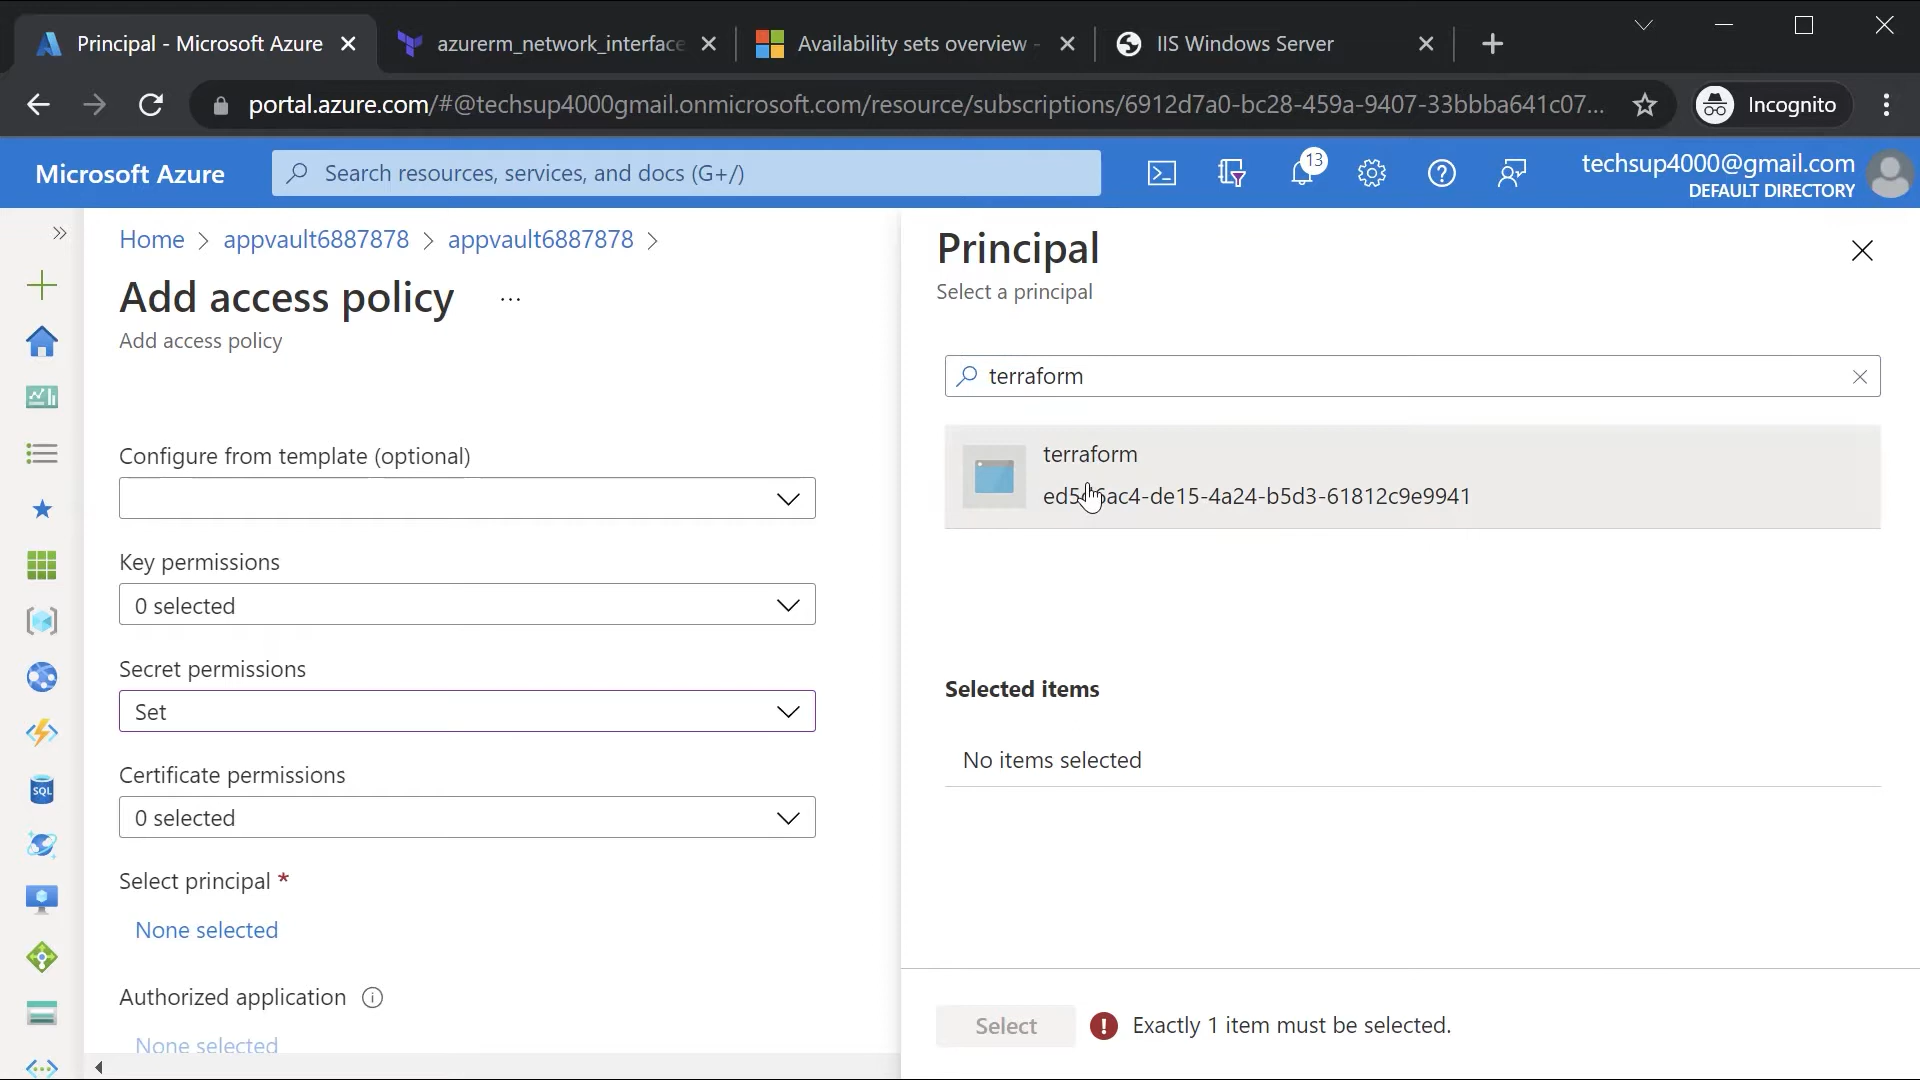 Principal - Microsoft Azure
azurerm_network_interface
Availability sets overview -
IIS Windows Server
portal.azure.com/#@techsup4000gmail.onmicrosoft.com/resource/subscriptions/6912d7a0-bc28-459a-9407-33bbba641c07...
Incognito
Microsoft Azure
Search resources, services, and docs (G+/)
13
techsup4000@gmail.com
DEFAULT DIRECTORY
Home > appvault6887878 > appvault6887878 >
Add access policy ...
Add access policy
Configure from template (optional)
Key permissions
0 selected
Secret permissions
Set
Certificate permissions
0 selected
Select principal *
None selected
Authorized application
None selected
SQL
Principal
Select a principal
terraform
terraform
6ac4-de15-4a24-b5d3-61812c9e9941
Selected items
No items selected
Select
Exactly 1 item must be selected.